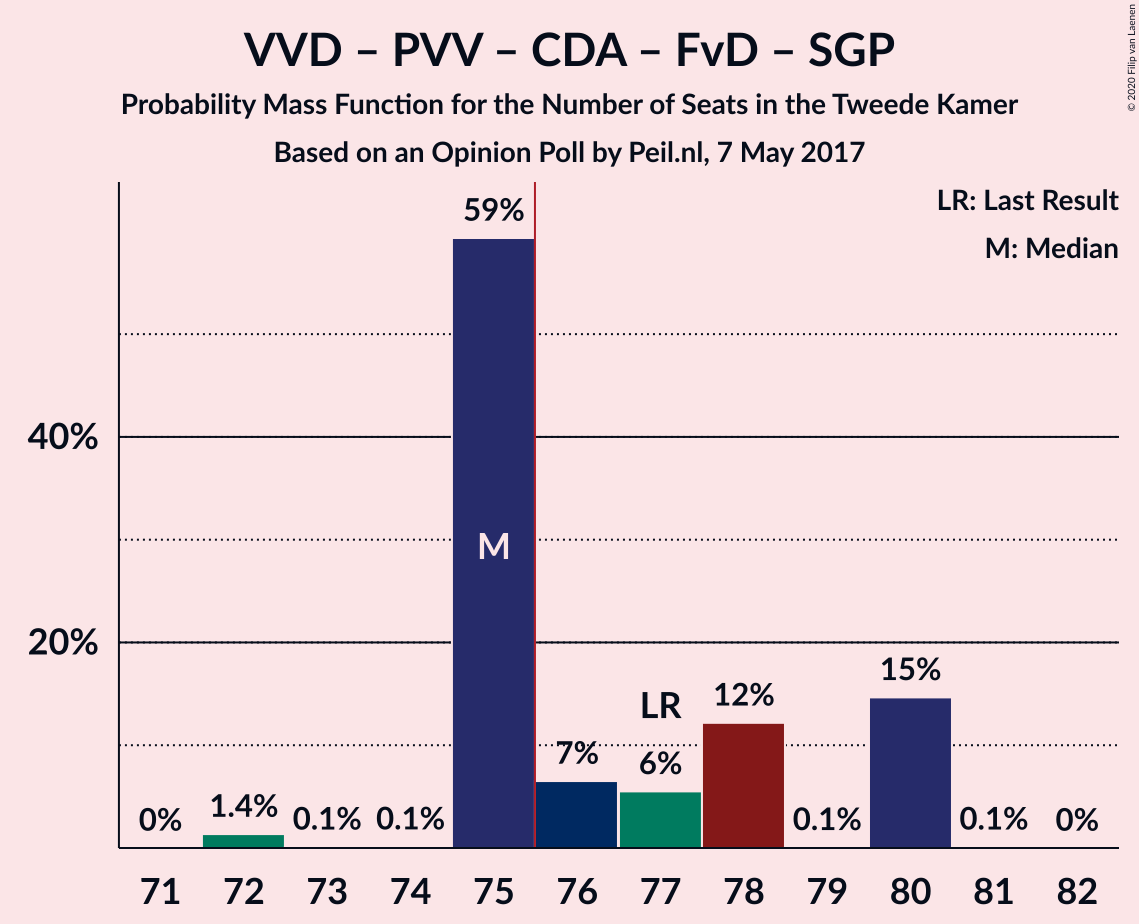 VVD – PVV – CDA – FvD – SGP
Probability Mass Function for the Number of Seats in the Tweede Kamer
Based on an Opinion Poll by Peil.nl, 7 May 2017
© 2020 Filip van Laenen
LR: Last Result
M: Median
59%
40%
M
20%
15%
12%
LR
7%
6%
0%
1.4%
0.1%
0.1%
0.1%
0.1%
0%
71 72 73 74 75 76 77 78 79 80 81 82